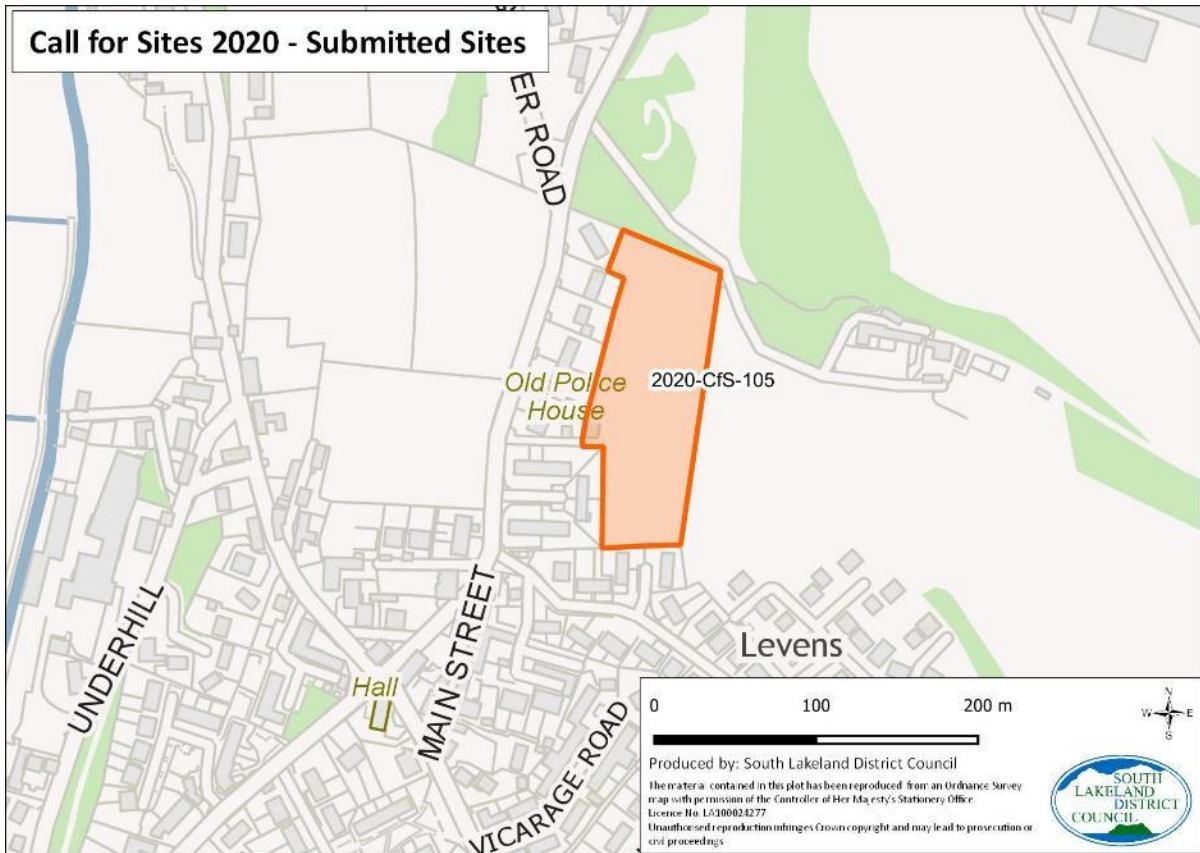 Call for Sites 2020 - Submitted Sites
ER ROAD
Old Police
House
2020-CfS-105
UNDERHILL
MAIN STREET
Hall
Levens
VICARAGE ROAD
0 100 200 m
N
W E
S
Produced by: South Lakeland District Council
The material contained in this plot has been reproduced from an Ordnance Survey
map with permission of the Controller of Her Majesty's Stationery Office
Licence No. LA100024277
Unauthorised reproduction infringes Crown copyright and may lead to prosecution or
civil proceedings
SOUTH
LAKELAND
DISTRICT
COUNCIL